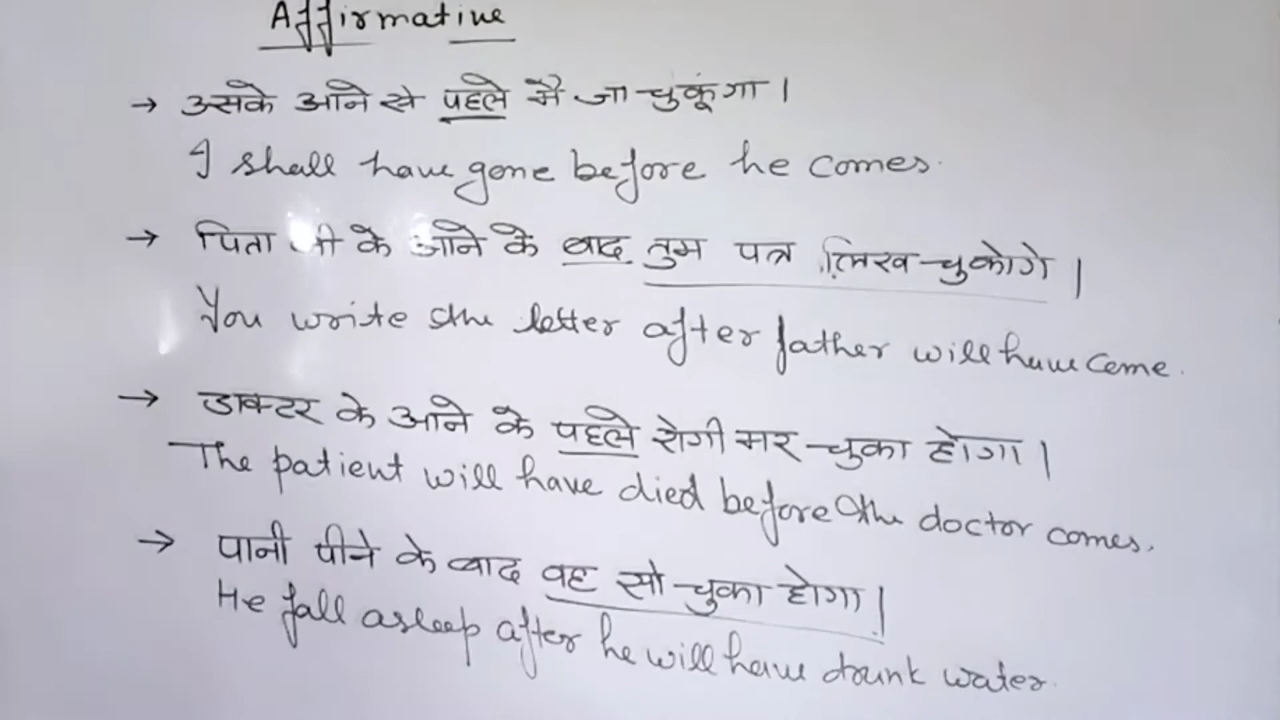 Affirmative
→ उसके आने से पहले मैं जा चुकूंगा।
I shall have gone before he comes.
→ पिता जी के आने के बाद तुम पत्र लिख चुकोगे।
You write the letter after father will have come.
→ डाक्टर के आने के पहले रोगी मर चुका होगा।
The patient will have died before the doctor comes.
→ पानी पीने के बाद वह सो चुका होगा।
He fall asleep after he will have drunk water.